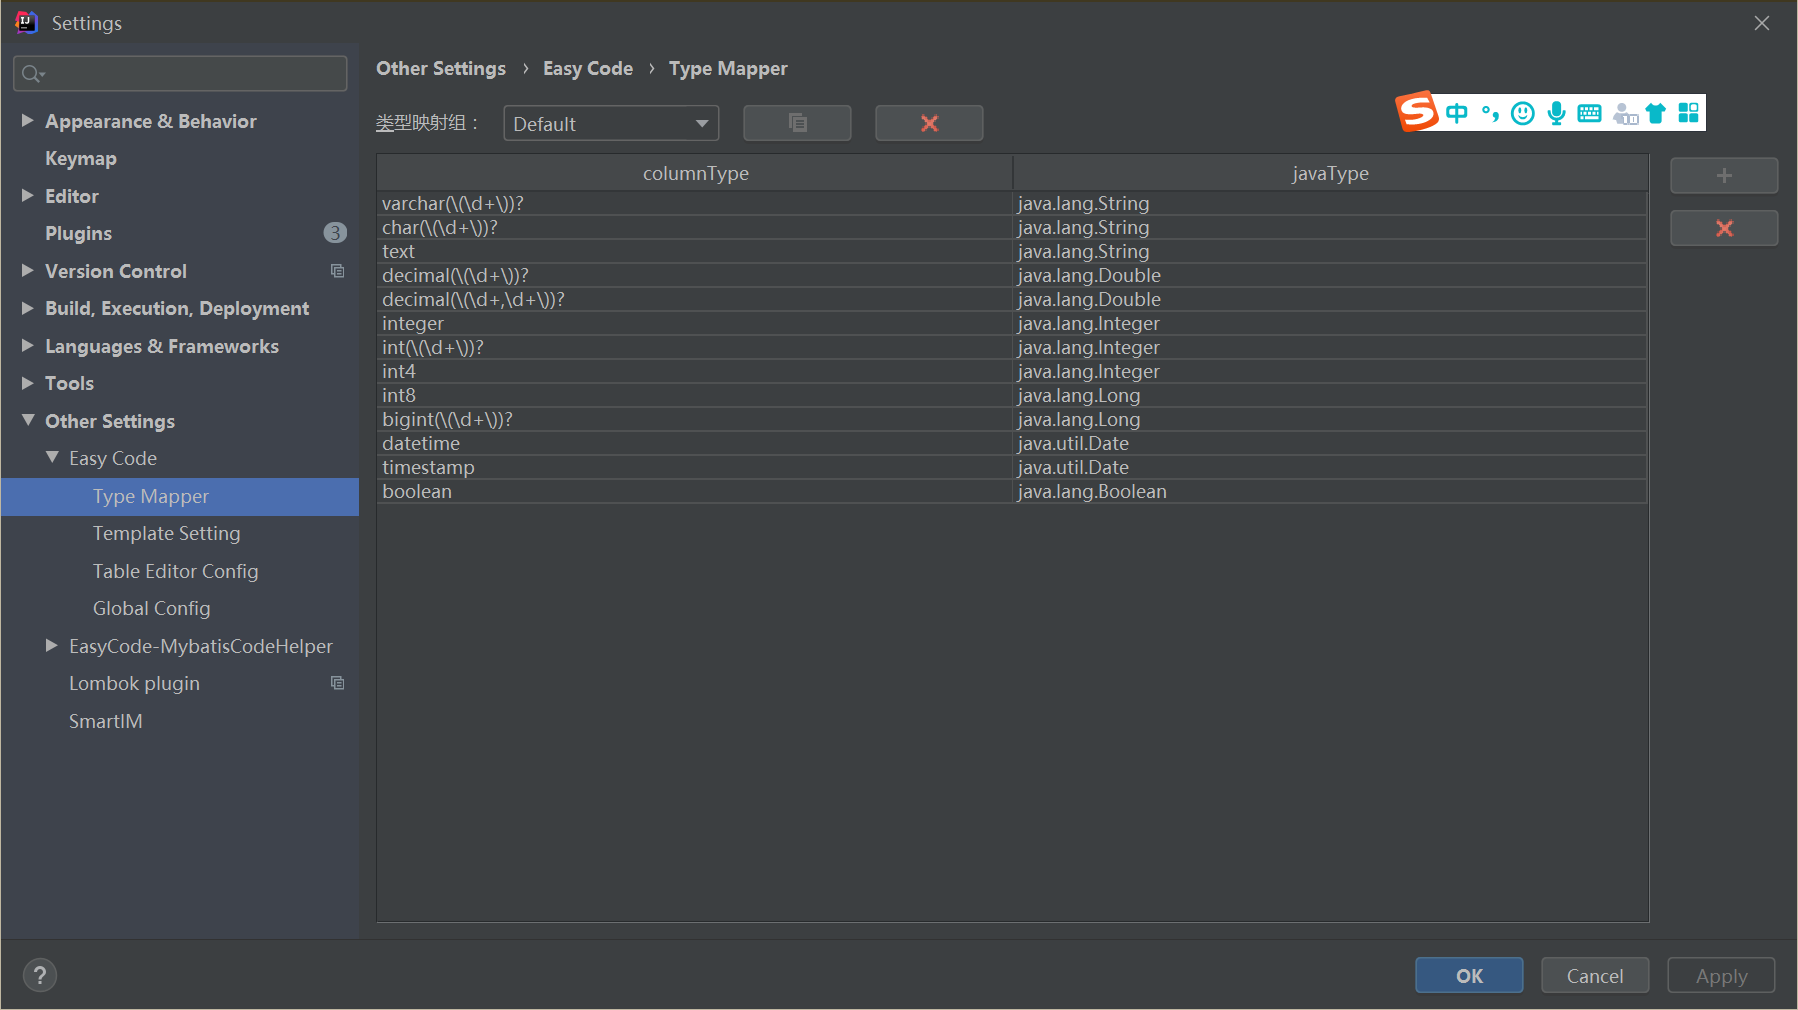 Settings
Other Settings › Easy Code › Type Mapper
类型映射组： Default
中
Appearance & Behavior
Keymap
Editor
Plugins 3
Version Control
Build, Execution, Deployment
Languages & Frameworks
Tools
Other Settings
Easy Code
Type Mapper
Template Setting
Table Editor Config
Global Config
EasyCode-MybatisCodeHelper
Lombok plugin
SmartIM
columnType javaType
varchar(\(\d+\))? java.lang.String
char(\(\d+\))? java.lang.String
text java.lang.String
decimal(\(\d+\))? java.lang.Double
decimal(\(\d+,\d+\))? java.lang.Double
integer java.lang.Integer
int(\(\d+\))? java.lang.Integer
int4 java.lang.Integer
int8 java.lang.Long
bigint(\(\d+\))? java.lang.Long
datetime java.util.Date
timestamp java.util.Date
boolean java.lang.Boolean
? OK Cancel Apply